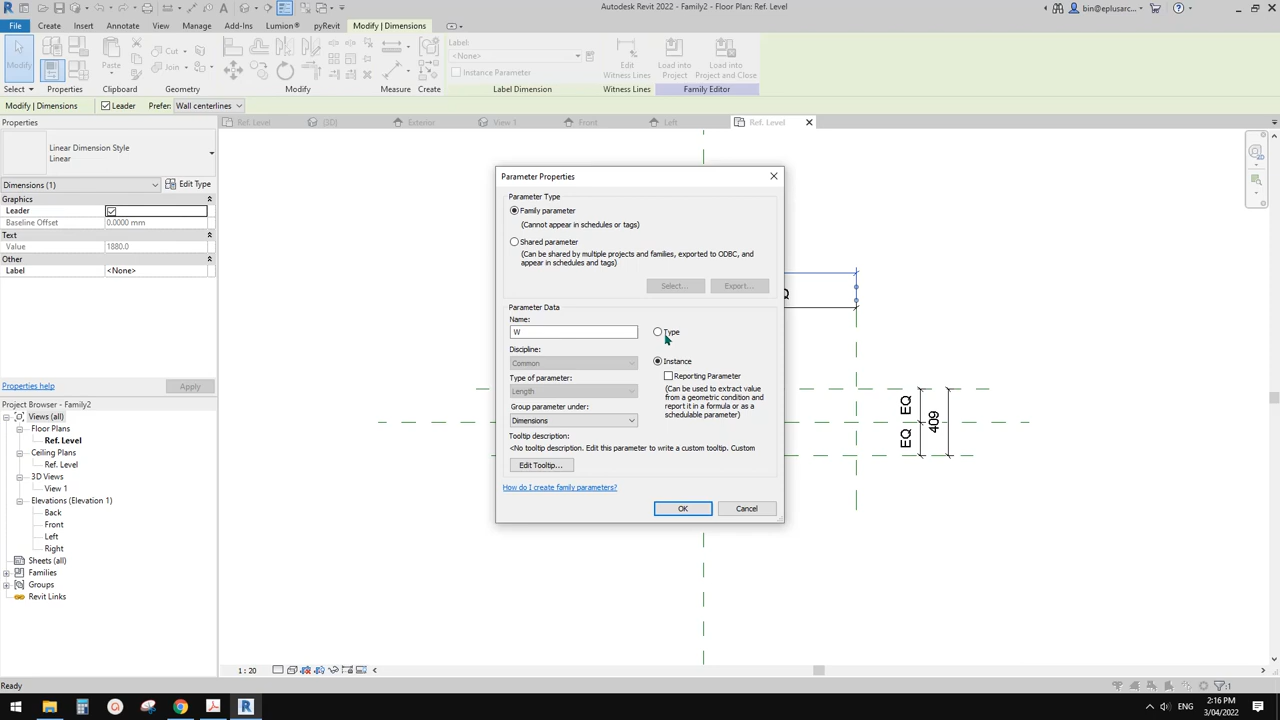 Autodesk Revit 2022 - Family2 - Floor Plan: Ref. Level
bin@eplusarc...
File Create Insert Annotate View Manage Add-Ins Lumion® pyRevit Modify | Dimensions
Modify
Paste
Cut
Join
Label:
<None>
Instance Parameter
Edit Witness Lines
Load into Project
Load into Project and Close
Select Properties Clipboard Geometry Modify Measure Create Label Dimension Witness Lines Family Editor
Modify | Dimensions Leader Prefer: Wall centerlines
Properties
Ref. Level {3D} Exterior View 1 Front Left Ref. Level
Linear Dimension Style
Linear
Dimensions (1) Edit Type
Graphics
Leader
Baseline Offset 0.0000 mm
Text
Value 1880.0
Other
Label <None>
Properties help Apply
Project Browser - Family2
Views (all)
Floor Plans
Ref. Level
Ceiling Plans
Ref. Level
3D Views
View 1
Elevations (Elevation 1)
Back
Front
Left
Right
Sheets (all)
Families
Groups
Revit Links
Parameter Properties
Parameter Type
Family parameter
(Cannot appear in schedules or tags)
Shared parameter
(Can be shared by multiple projects and families, exported to ODBC, and
appear in schedules and tags)
Select... Export...
Parameter Data
Name:
W
Type
Discipline:
Common
Instance
Type of parameter:
Length
Reporting Parameter
(Can be used to extract value
from a geometric condition and
report it in a formula or as a
schedulable parameter)
Group parameter under:
Dimensions
Tooltip description:
<No tooltip description. Edit this parameter to write a custom tooltip. Custom
Edit Tooltip...
How do I create family parameters?
OK Cancel
EQ
EQ
409
1 : 20
Ready
:1
ENG
2:16 PM
3/04/2022